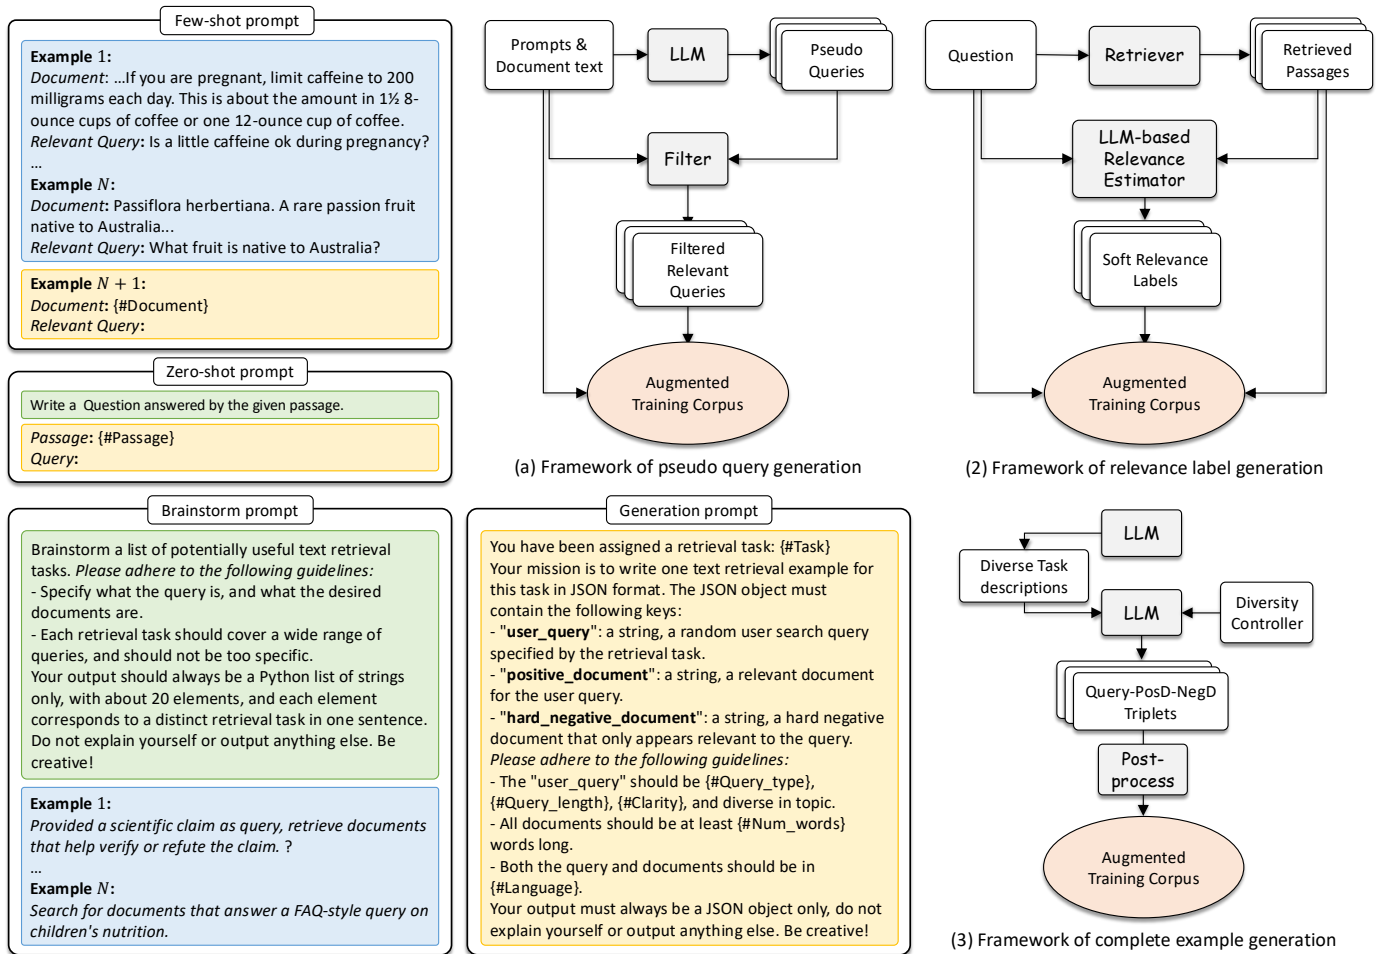 Few-shot prompt
Example 1:
Document: ...If you are pregnant, limit caffeine to 200
milligrams each day. This is about the amount in 1½ 8-
ounce cups of coffee or one 12-ounce cup of coffee.
Relevant Query: Is a little caffeine ok during pregnancy?
...
Example N:
Document: Passiflora herbertiana. A rare passion fruit
native to Australia...
Relevant Query: What fruit is native to Australia?
Example N + 1:
Document: {#Document}
Relevant Query:
Zero-shot prompt
Write a Question answered by the given passage.
Passage: {#Passage}
Query:
Prompts &
Document text
LLM
Pseudo
Queries
Filter
Filtered
Relevant
Queries
Augmented
Training Corpus
(a) Framework of pseudo query generation
Question
Retriever
Retrieved
Passages
LLM-based
Relevance
Estimator
Soft Relevance
Labels
Augmented
Training Corpus
(2) Framework of relevance label generation
Brainstorm prompt
Brainstorm a list of potentially useful text retrieval
tasks. Please adhere to the following guidelines:
- Specify what the query is, and what the desired
documents are.
- Each retrieval task should cover a wide range of
queries, and should not be too specific.
Your output should always be a Python list of strings
only, with about 20 elements, and each element
corresponds to a distinct retrieval task in one sentence.
Do not explain yourself or output anything else. Be
creative!
Example 1:
Provided a scientific claim as query, retrieve documents
that help verify or refute the claim. ?
...
Example N:
Search for documents that answer a FAQ-style query on
children's nutrition.
Generation prompt
You have been assigned a retrieval task: {#Task}
Your mission is to write one text retrieval example for
this task in JSON format. The JSON object must
contain the following keys:
- "user_query": a string, a random user search query
specified by the retrieval task.
- "positive_document": a string, a relevant document
for the user query.
- "hard_negative_document": a string, a hard negative
document that only appears relevant to the query.
Please adhere to the following guidelines:
- The "user_query" should be {#Query_type},
{#Query_length}, {#Clarity}, and diverse in topic.
- All documents should be at least {#Num_words}
words long.
- Both the query and documents should be in
{#Language}.
Your output must always be a JSON object only, do not
explain yourself or output anything else. Be creative!
LLM
Diverse Task
descriptions
LLM
Diversity
Controller
Query-PosD-NegD
Triplets
Post-
process
Augmented
Training Corpus
(3) Framework of complete example generation